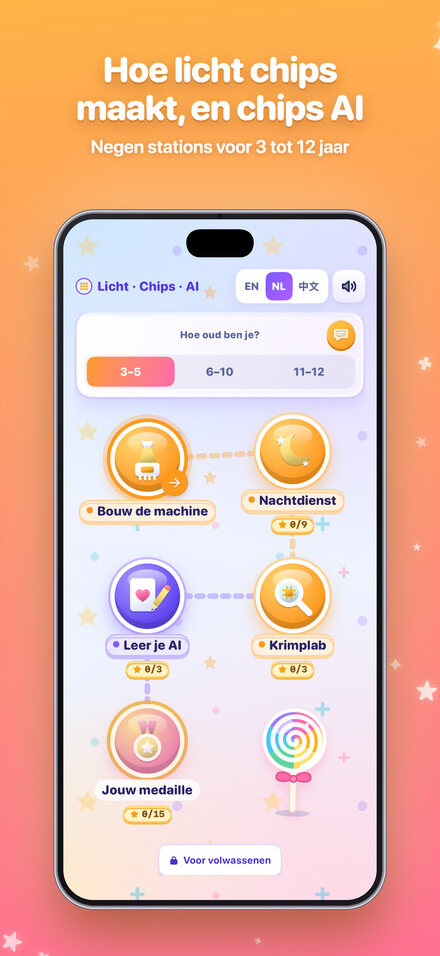 Hoe licht chips
maakt, en chips AI
Negen stations voor 3 tot 12 jaar
Licht · Chips · AI
EN NL 中文
Hoe oud ben je?
3–5 6–10 11–12
Bouw de machine
Nachtdienst
0/9
Leer je AI
Krimplab
0/3
0/3
Jouw medaille
0/15
Voor volwassenen